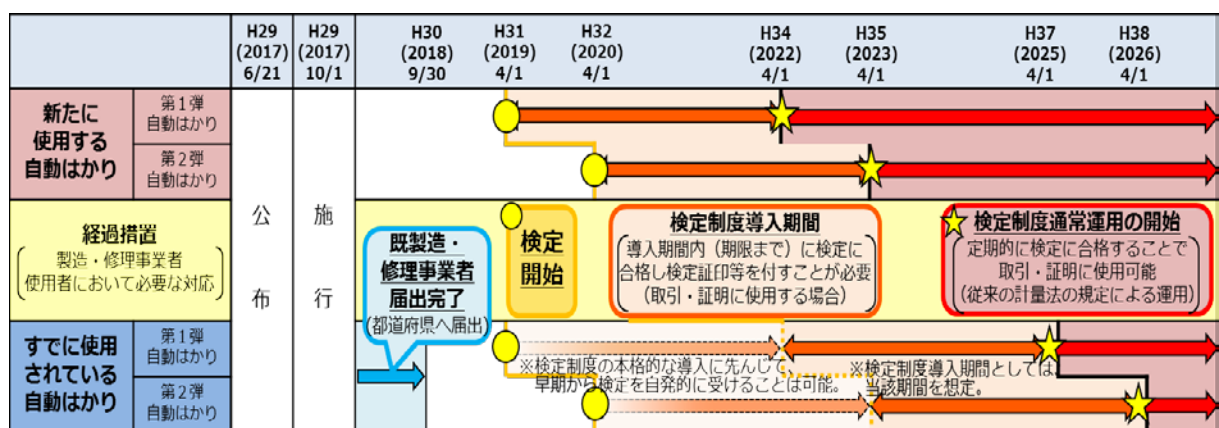 H29
(2017)
6/21
H29
(2017)
10/1
H30
(2018)
9/30
H31
(2019)
4/1
H32
(2020)
4/1
H34
(2022)
4/1
H35
(2023)
4/1
H37
(2025)
4/1
H38
(2026)
4/1
新たに
使用する
自動はかり
第1弾
自動はかり
第2弾
自動はかり
公
布
施
行
経過措置
製造・修理事業者
使用者において必要な対応
既製造・
修理事業者
届出完了
(都道府県へ届出)
検定
開始
検定制度導入期間
導入期間内（期限まで）に検定に
合格し検定証印等を付すことが必要
（取引・証明に使用する場合）
検定制度通常運用の開始
定期的に検定に合格することで
取引・証明に使用可能
(従来の計量法の規定による運用)
すでに使用
されている
自動はかり
第1弾
自動はかり
第2弾
自動はかり
※検定制度の本格的な導入に先んじて、
早期から検定を自発的に受けることは可能。
※検定制度導入期間としては、
当該期間を想定。